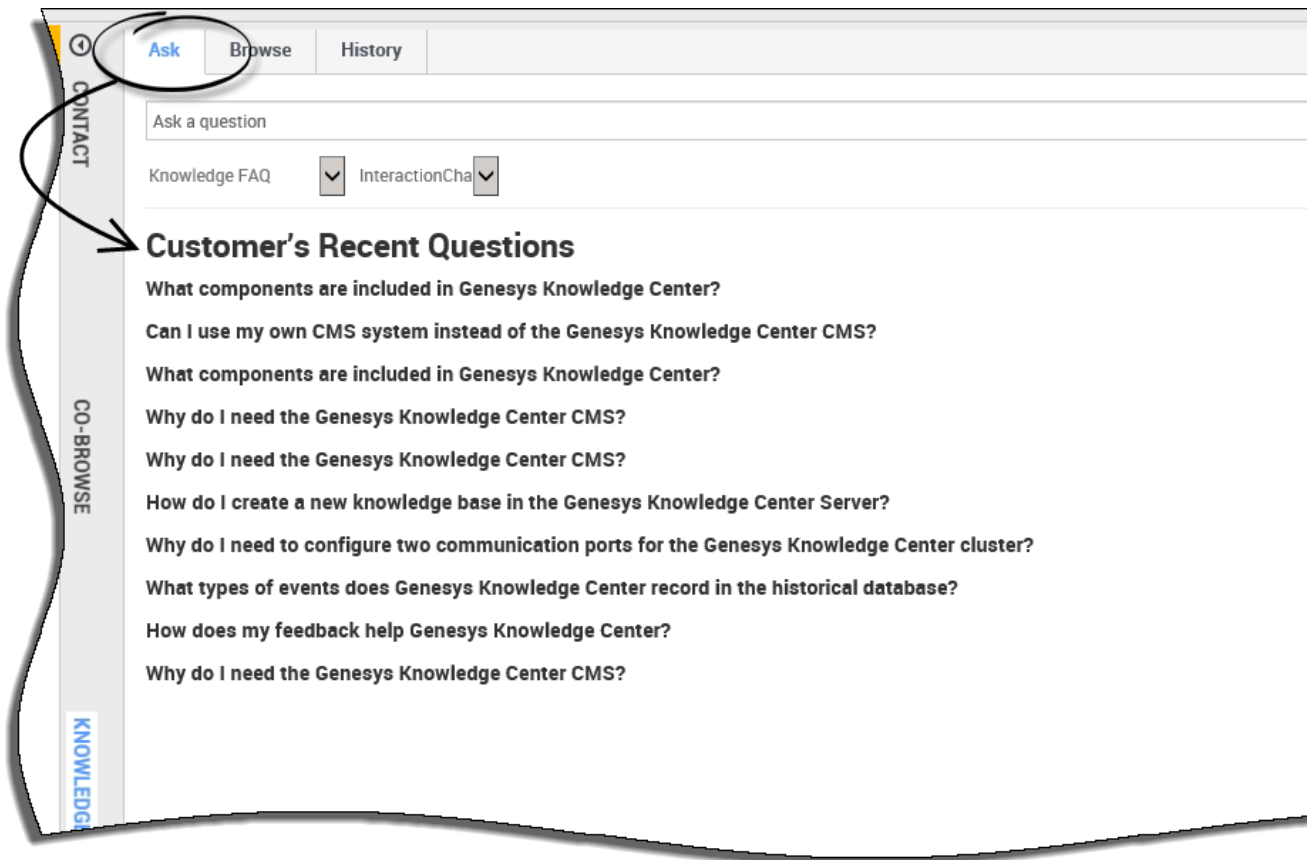 Ask Browse History
CONTACT
Ask a question
Knowledge FAQ InteractionCha
Customer's Recent Questions
What components are included in Genesys Knowledge Center?
Can I use my own CMS system instead of the Genesys Knowledge Center CMS?
What components are included in Genesys Knowledge Center?
Why do I need the Genesys Knowledge Center CMS?
CO-BROWSE
Why do I need the Genesys Knowledge Center CMS?
How do I create a new knowledge base in the Genesys Knowledge Center Server?
Why do I need to configure two communication ports for the Genesys Knowledge Center cluster?
What types of events does Genesys Knowledge Center record in the historical database?
How does my feedback help Genesys Knowledge Center?
Why do I need the Genesys Knowledge Center CMS?
KNOWLEDGE